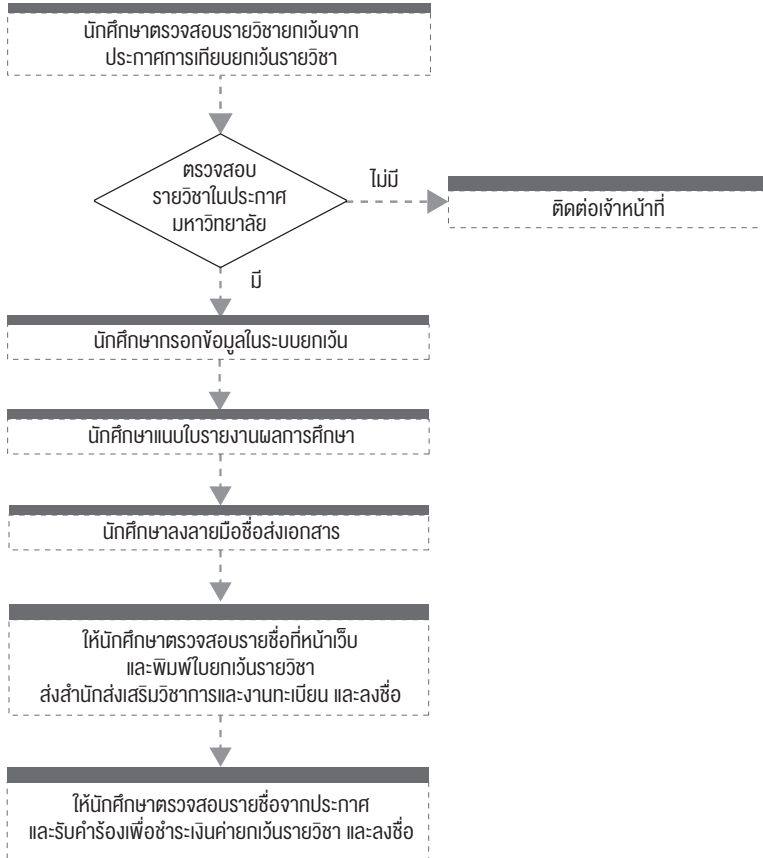 นักศึกษาตรวจสอบรายวิชายกเว้นจาก
ประกาศการเทียบยกเว้นรายวิชา
ตรวจสอบ
รายวิชาในประกาศ
มหาวิทยาลัย
ไม่มี
ติดต่อเจ้าหน้าที่
มี
นักศึกษากรอกข้อมูลในระบบยกเว้น
นักศึกษาแนบใบรายงานผลการศึกษา
นักศึกษาลงลายมือชื่อส่งเอกสาร
ให้นักศึกษาตรวจสอบรายชื่อที่หน้าเว็บ
และพิมพ์ใบยกเว้นรายวิชา
ส่งสำนักส่งเสริมวิชาการและงานทะเบียน และลงชื่อ
ให้นักศึกษาตรวจสอบรายชื่อจากประกาศ
และรับคำร้องเพื่อชำระเงินค่ายกเว้นรายวิชา และลงชื่อ